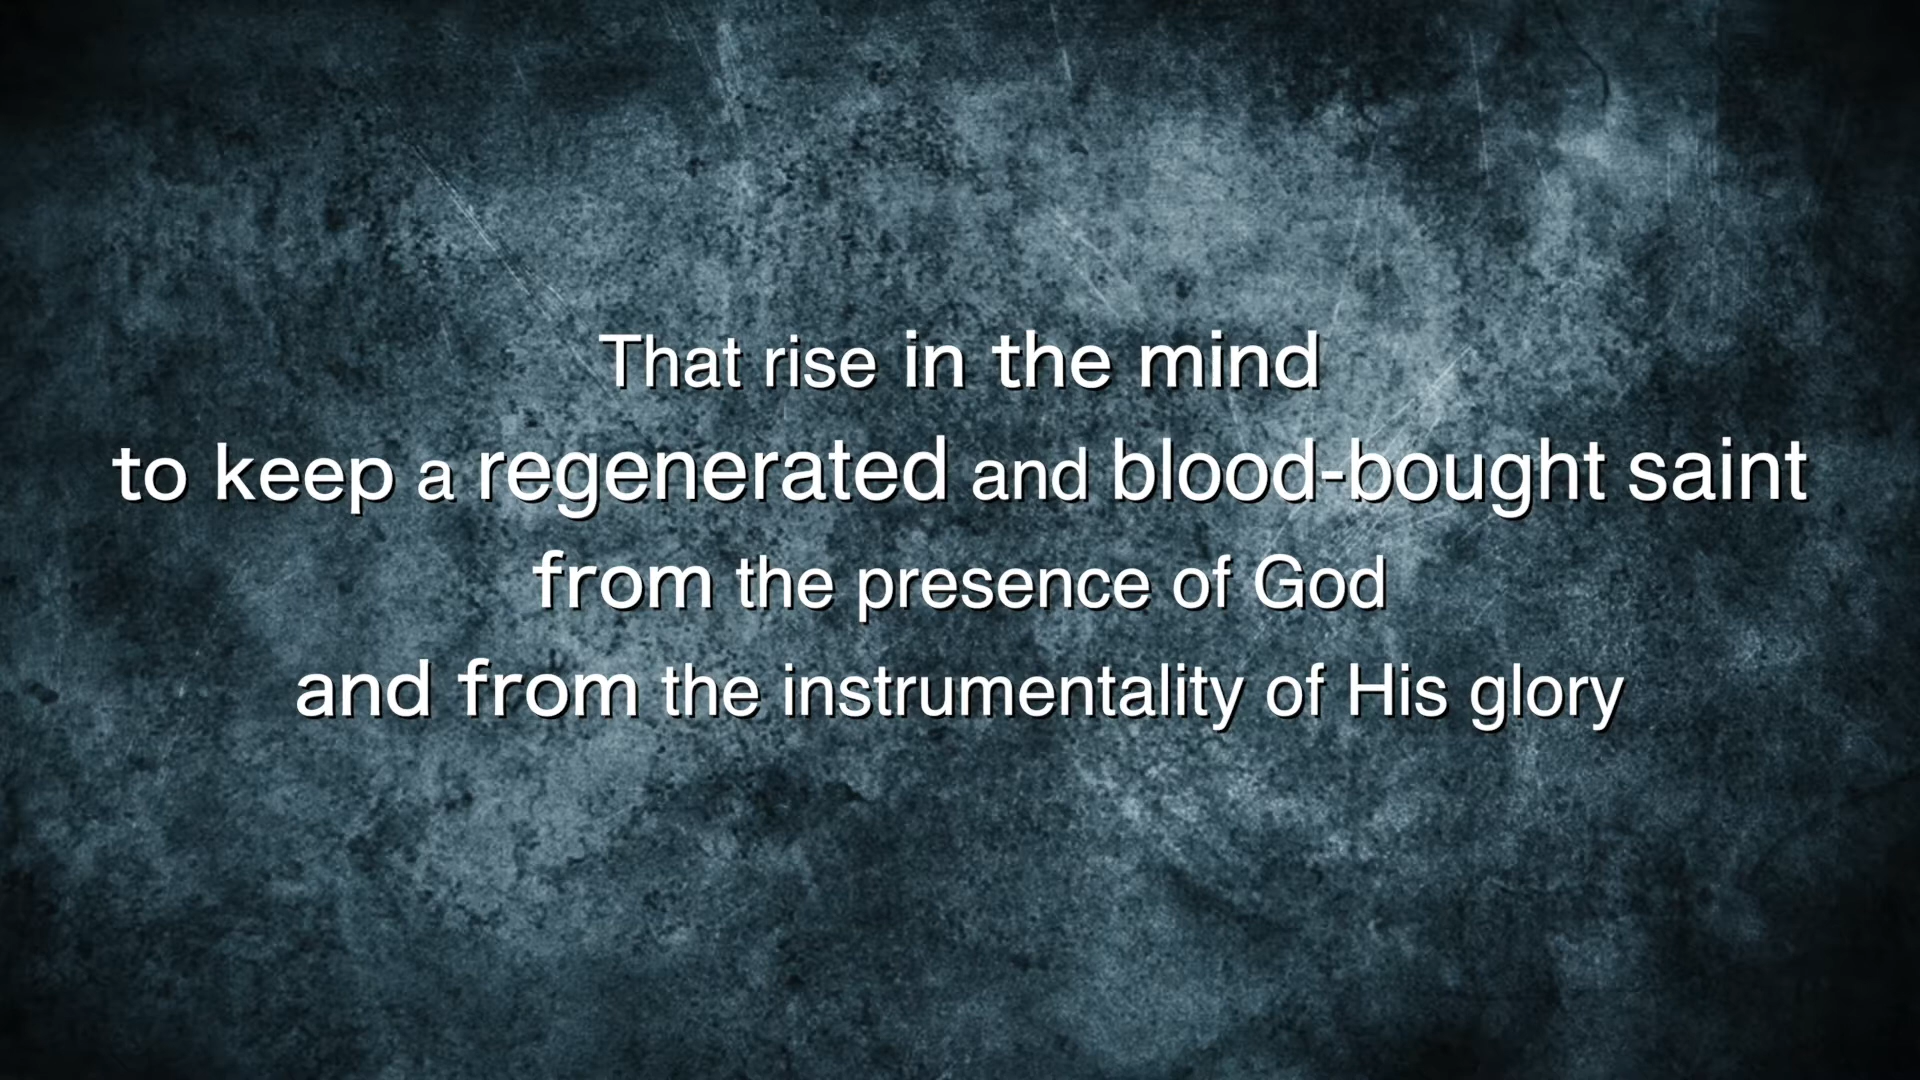 That rise in the mind
to keep a regenerated and blood-bought saint
from the presence of God
and from the instrumentality of His glory